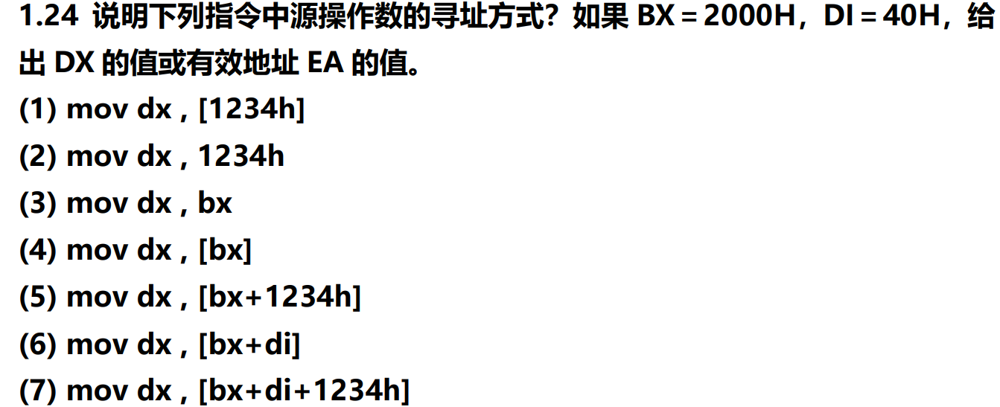 1.24 说明下列指令中源操作数的寻址方式？如果 BX＝2000H，DI＝40H，给
出 DX 的值或有效地址 EA 的值。
(1) mov dx , [1234h]
(2) mov dx , 1234h
(3) mov dx , bx
(4) mov dx , [bx]
(5) mov dx , [bx+1234h]
(6) mov dx , [bx+di]
(7) mov dx , [bx+di+1234h]